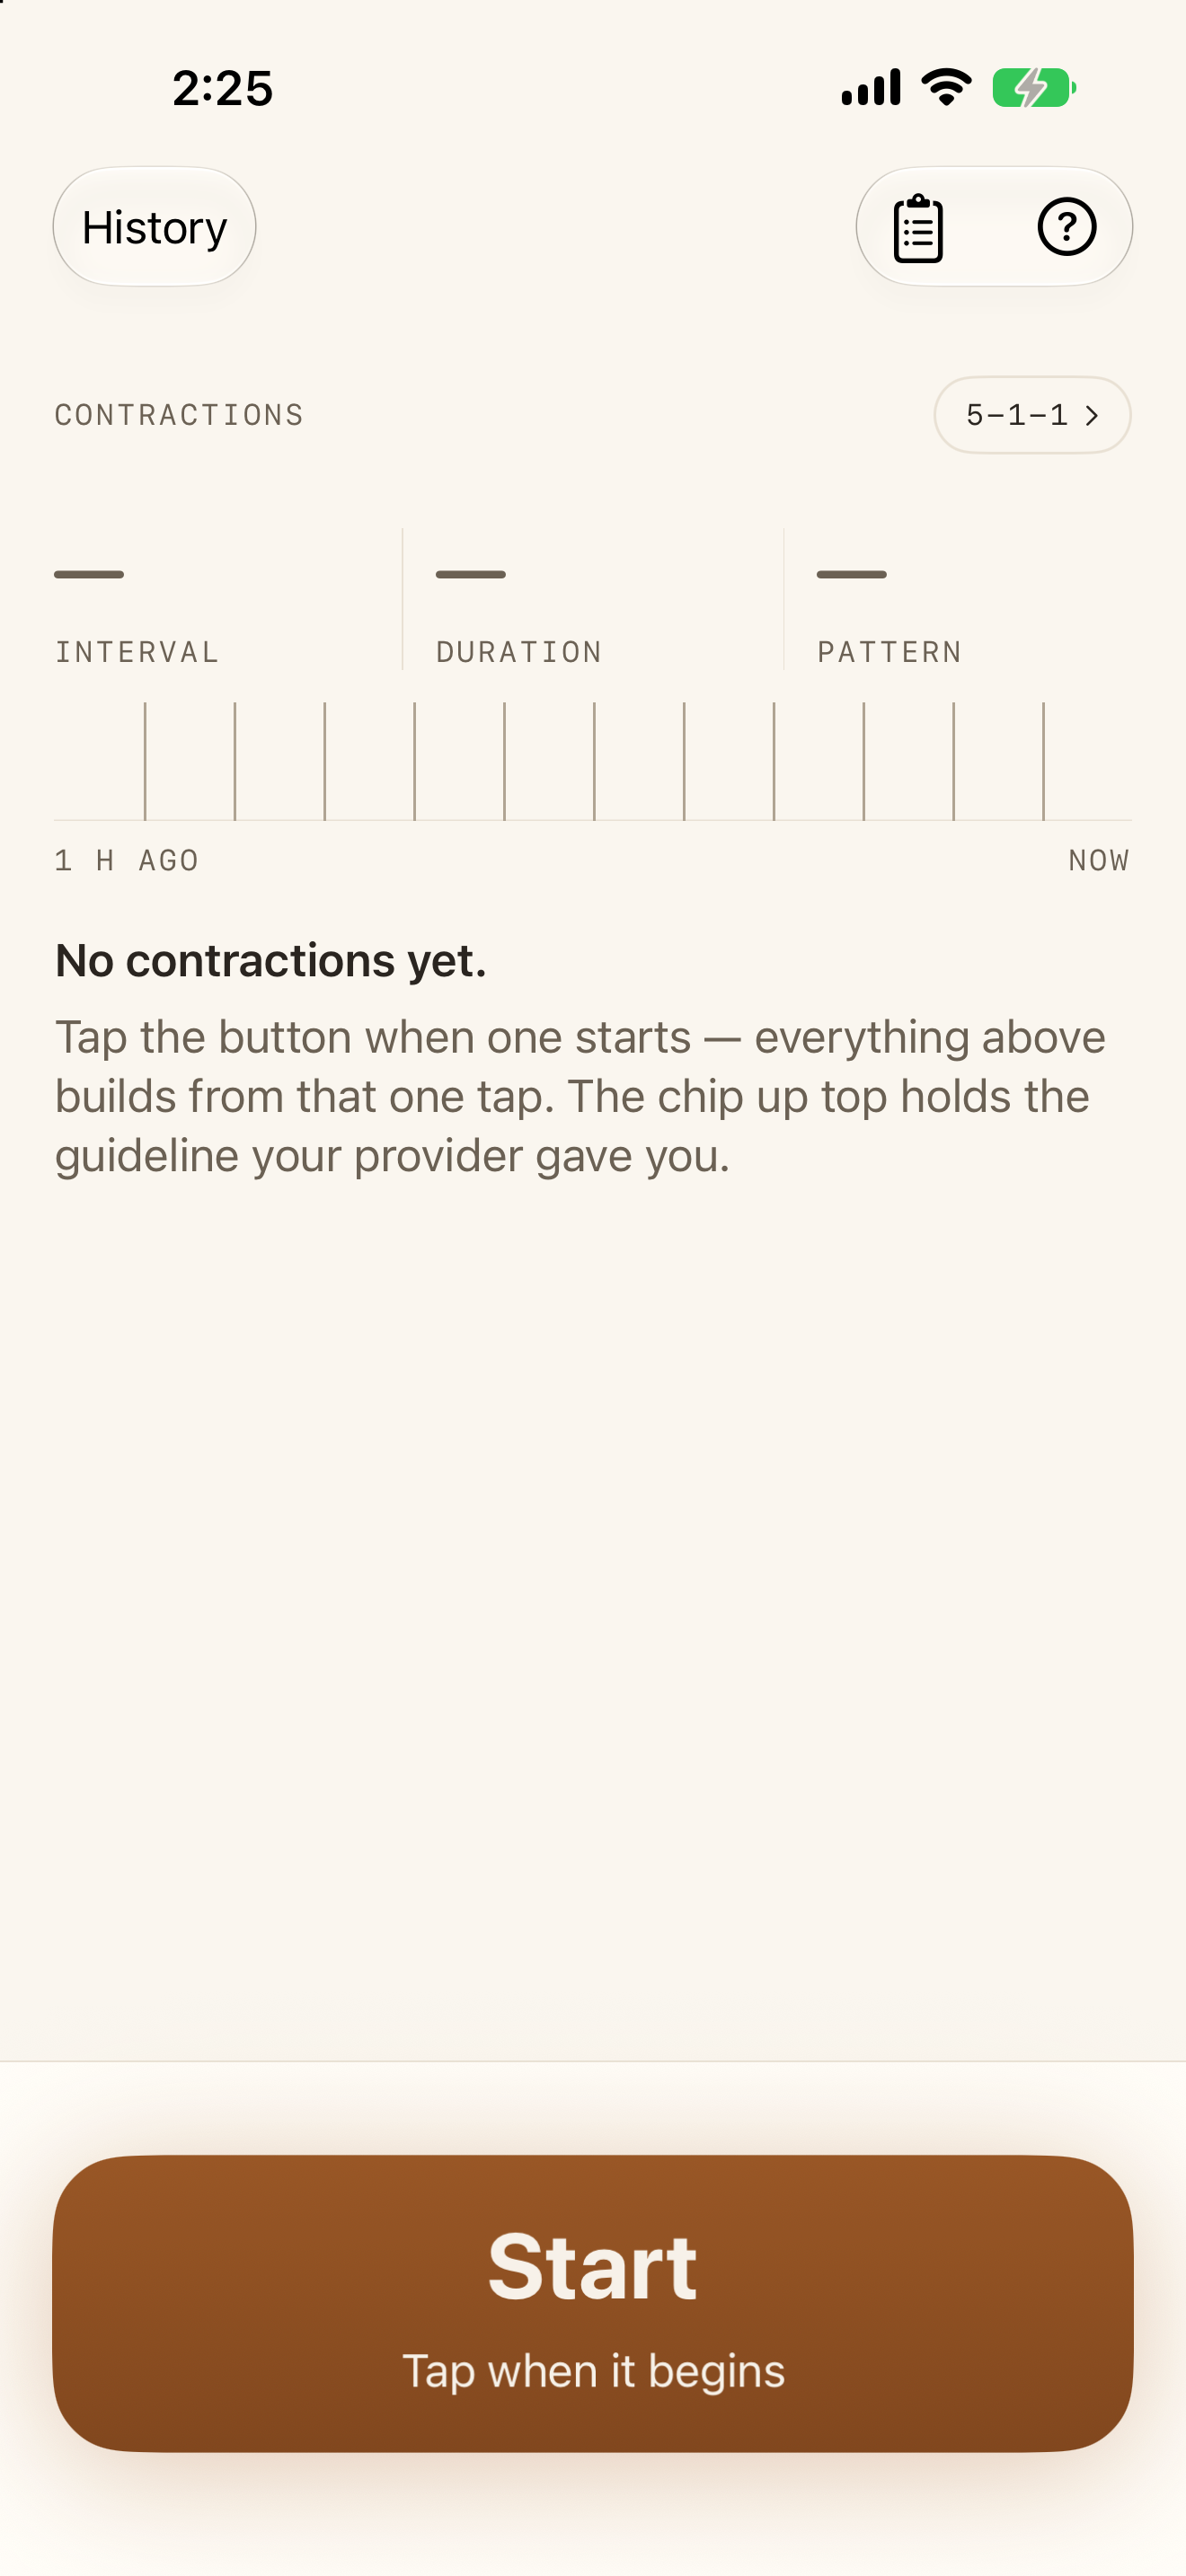 2:25
History
?
CONTRACTIONS
5–1–1 >
— — —
INTERVAL DURATION PATTERN
1 H AGO NOW
No contractions yet.
Tap the button when one starts — everything above
builds from that one tap. The chip up top holds the
guideline your provider gave you.
Start
Tap when it begins